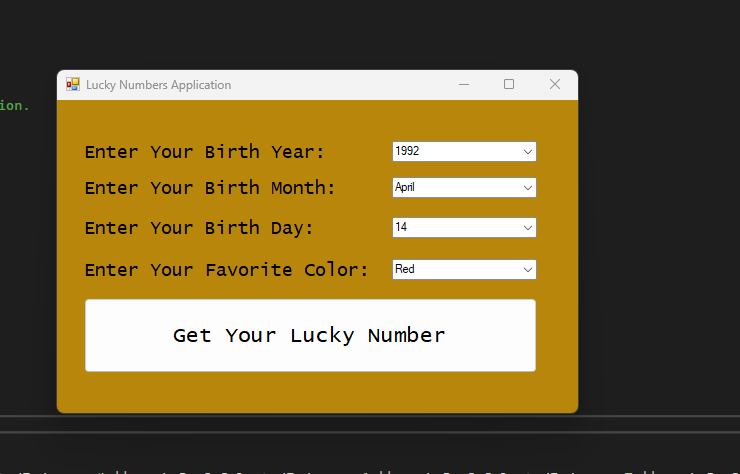 ion.
Lucky Numbers Application
Enter Your Birth Year: 1992
Enter Your Birth Month: April
Enter Your Birth Day: 14
Enter Your Favorite Color: Red
Get Your Lucky Number